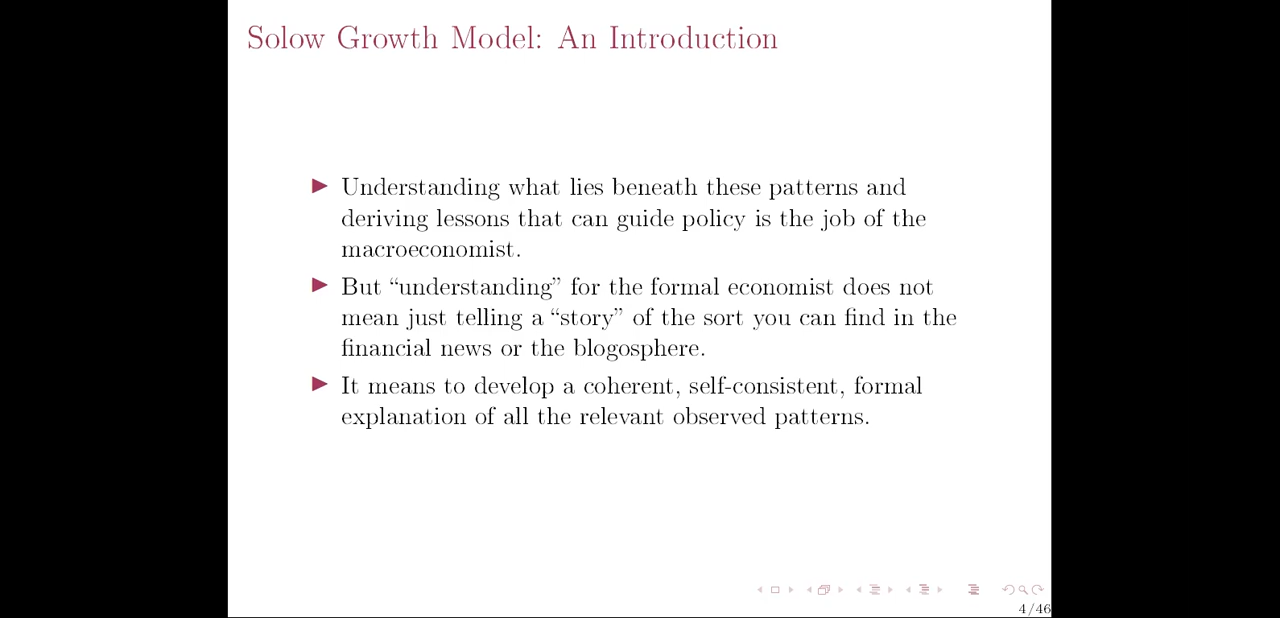 Solow Growth Model: An Introduction
Understanding what lies beneath these patterns and
deriving lessons that can guide policy is the job of the
macroeconomist.
But “understanding” for the formal economist does not
mean just telling a “story” of the sort you can find in the
financial news or the blogosphere.
It means to develop a coherent, self-consistent, formal
explanation of all the relevant observed patterns.
4/46